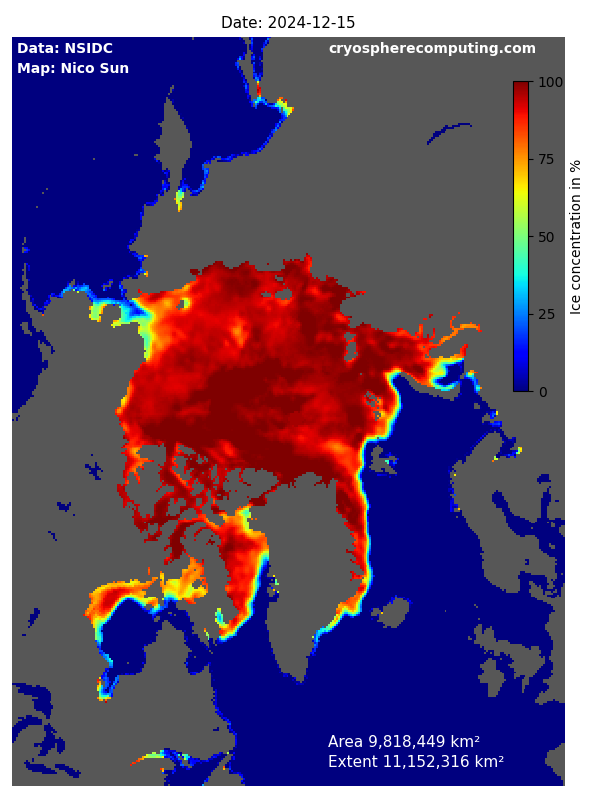 Date: 2024-12-15
Data: NSIDC
Map: Nico Sun
cryospherecomputing.com
100
75
50
25
0
Ice concentration in %
Area 9,818,449 km²
Extent 11,152,316 km²